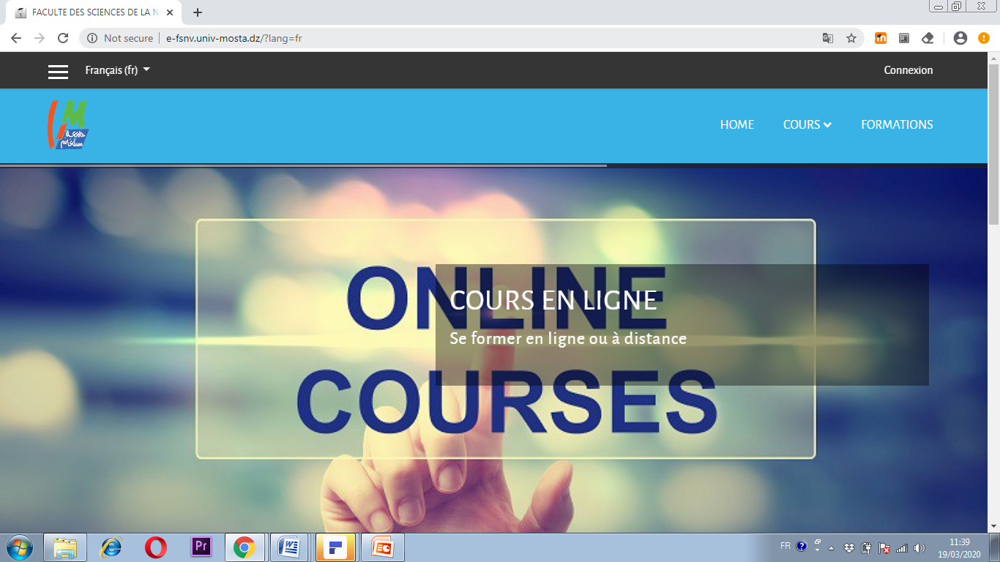 FACULTE DES SCIENCES DE LA N
Not secure
e-fsnv.univ-mosta.dz/?lang=fr
Français (fr)
Connexion
جامعة
مستغانم
HOME
COURS
FORMATIONS
ONLINE
COURS EN LIGNE
Se former en ligne ou à distance
COURSES
Pr
FR
11:39
19/03/2020